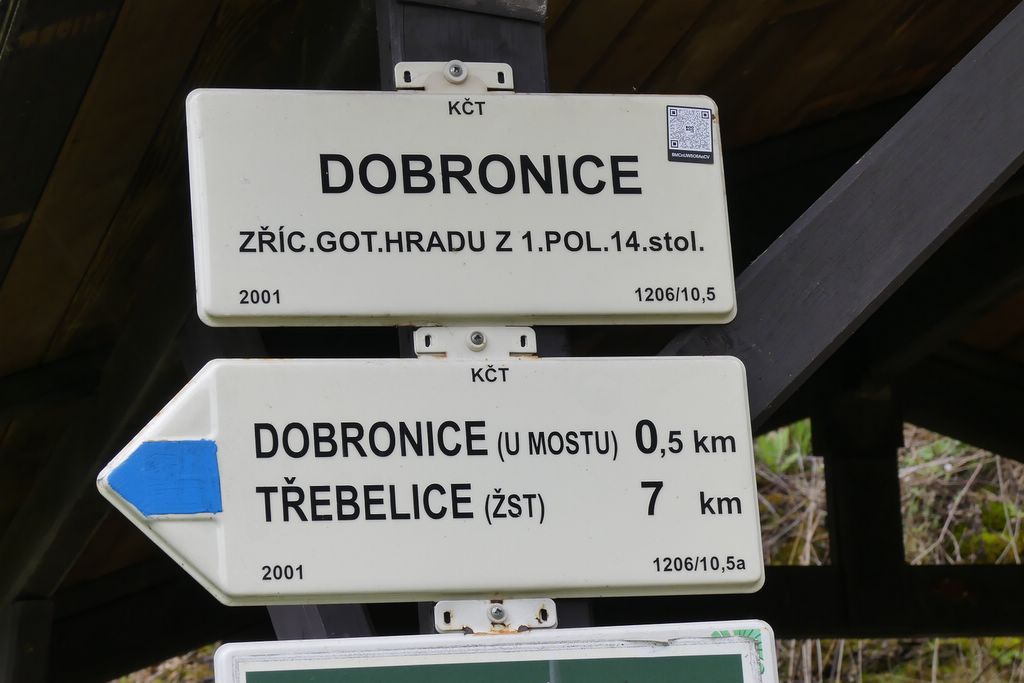 KČT
DOBRONICE
ZŘÍC.GOT.HRADU Z 1.POL.14.stol.
2001 1206/10,5
KČT
DOBRONICE (U MOSTU) 0,5 km
TŘEBELICE (ŽST) 7 km
2001 1206/10,5a